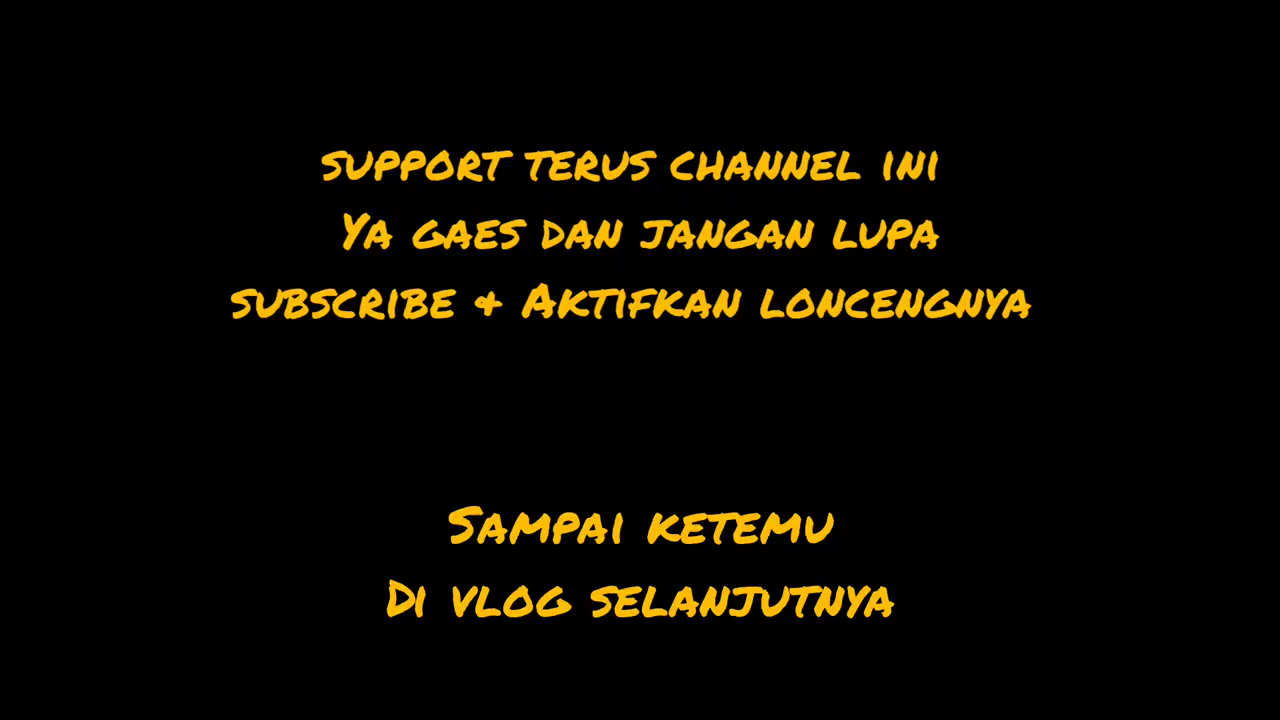 support terus channel ini
Ya gaes dan jangan lupa
subscribe & Aktifkan loncengnya
Sampai ketemu
Di vlog selanjutnya